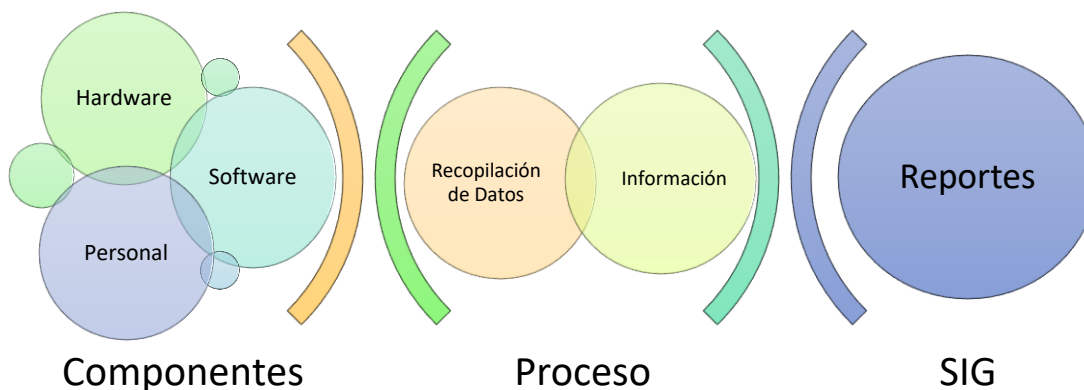 Hardware
Software
Personal
Recopilación
de Datos
Información
Reportes
Componentes
Proceso
SIG